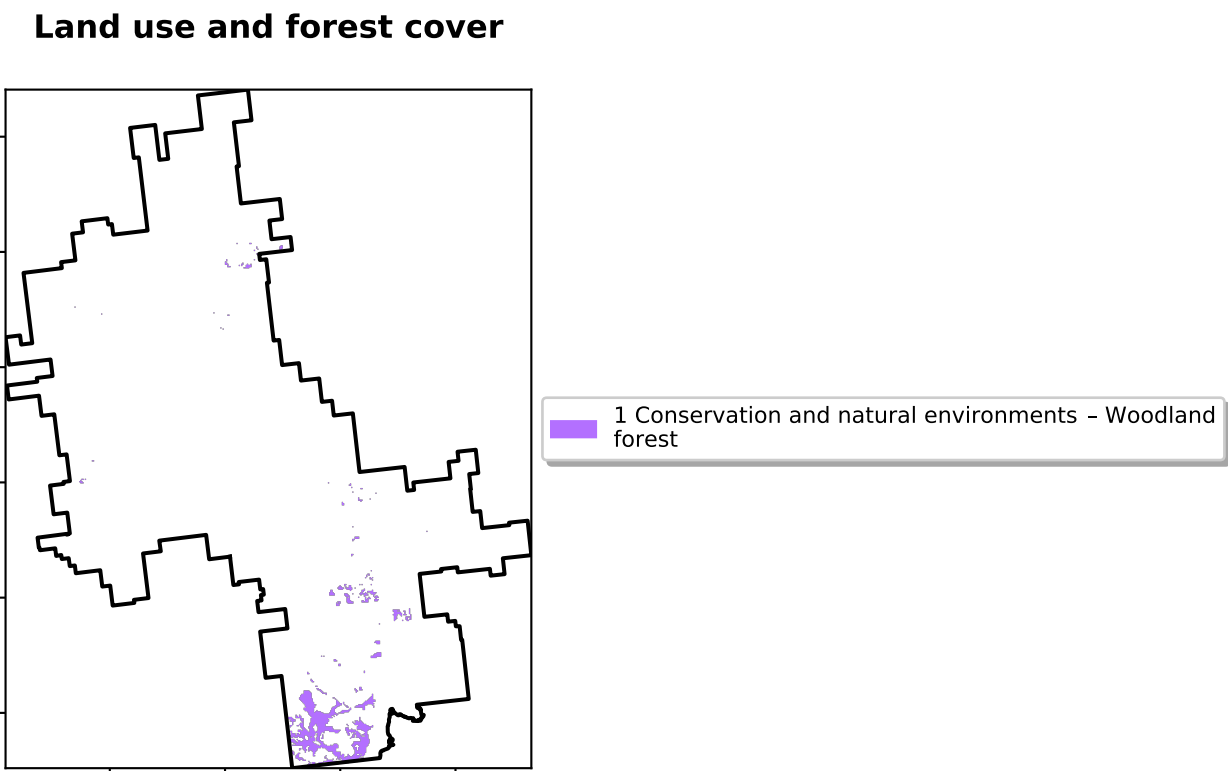 Land use and forest cover
1 Conservation and natural environments – Woodland
forest